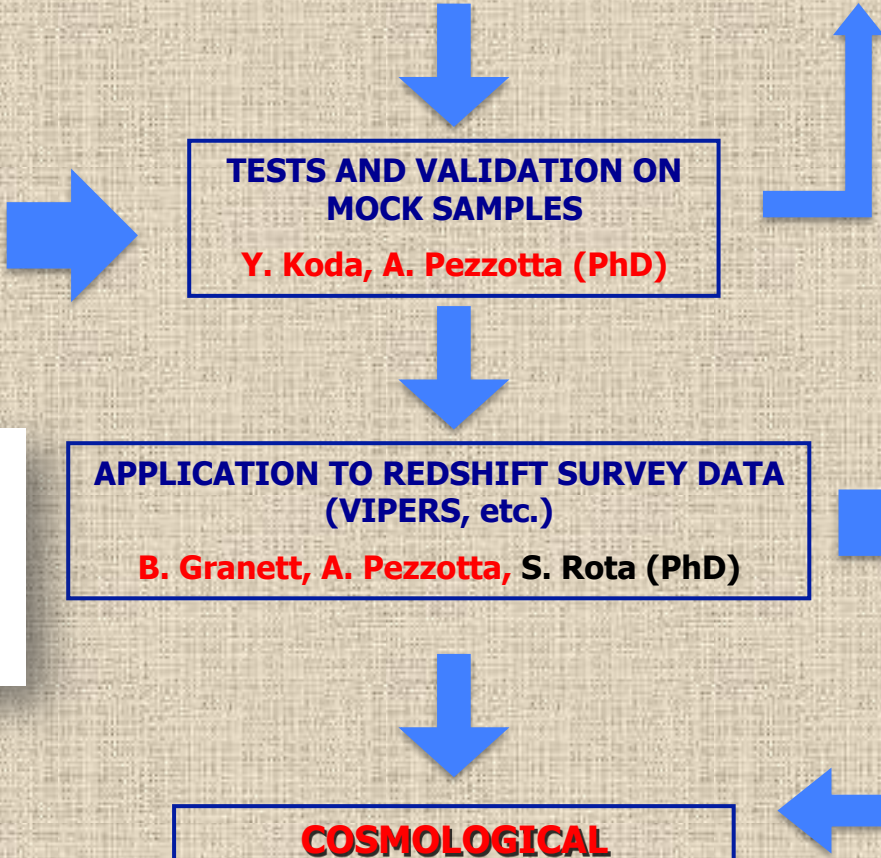 TESTS AND VALIDATION ON
MOCK SAMPLES
Y. Koda, A. Pezzotta (PhD)
APPLICATION TO REDSHIFT SURVEY DATA
(VIPERS, etc.)
B. Granett, A. Pezzotta, S. Rota (PhD)
COSMOLOGICAL